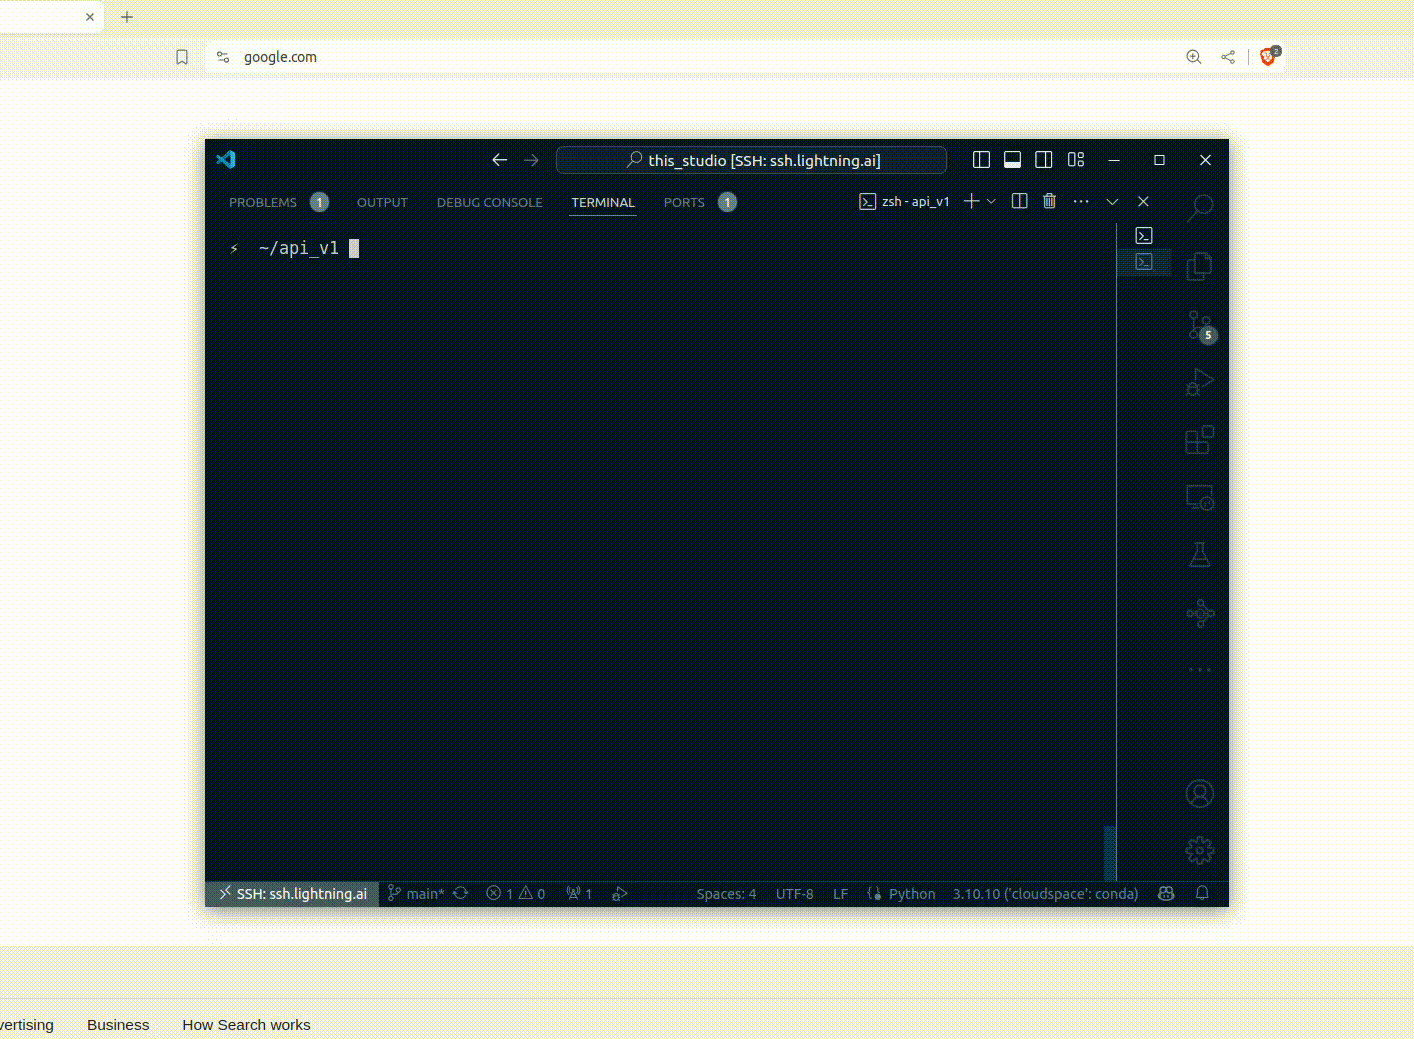 google.com
2
this_studio [SSH: ssh.lightning.ai]
PROBLEMS 1 OUTPUT DEBUG CONSOLE TERMINAL PORTS 1 zsh - api_v1
⚡ ~/api_v1
5
SSH: ssh.lightning.ai main* 1 0 1 Spaces: 4 UTF-8 LF Python 3.10.10 ('cloudspace': conda)
Business How Search works